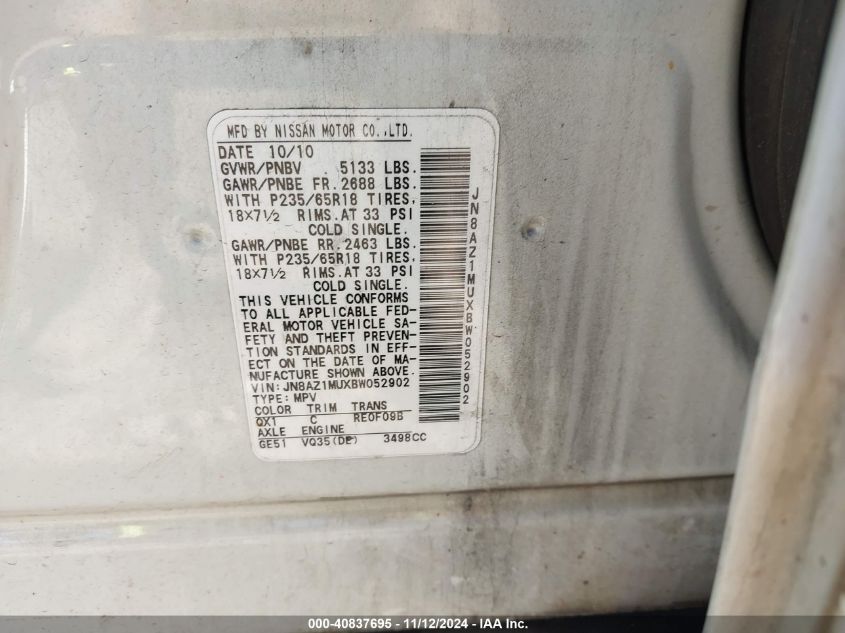 MFD BY NISSAN MOTOR CO.,LTD.
DATE 10/10
GVWR/PNBV . 5133 LBS.
GAWR/PNBE FR. 2688 LBS.
WITH P235/65R18 TIRES,
18X7½ RIMS.AT 33 PSI
COLD SINGLE.
GAWR/PNBE RR. 2463 LBS.
WITH P235/65R18 TIRES,
18X7½ RIMS.AT 33 PSI
COLD SINGLE.
THIS VEHICLE CONFORMS
TO ALL APPLICABLE FED-
ERAL MOTOR VEHICLE SA-
FETY AND THEFT PREVEN-
TION STANDARDS IN EFF-
ECT ON THE DATE OF MA-
NUFACTURE SHOWN ABOVE.
VIN:JN8AZ1MUXBW052902
TYPE: MPV
COLOR TRIM TRANS
QX1 C RE0F09B
AXLE ENGINE
GE51 VQ35(DE) 3498CC
JN8AZ1MUXBW052902
000-40837695 - 11/12/2024 - IAA Inc.